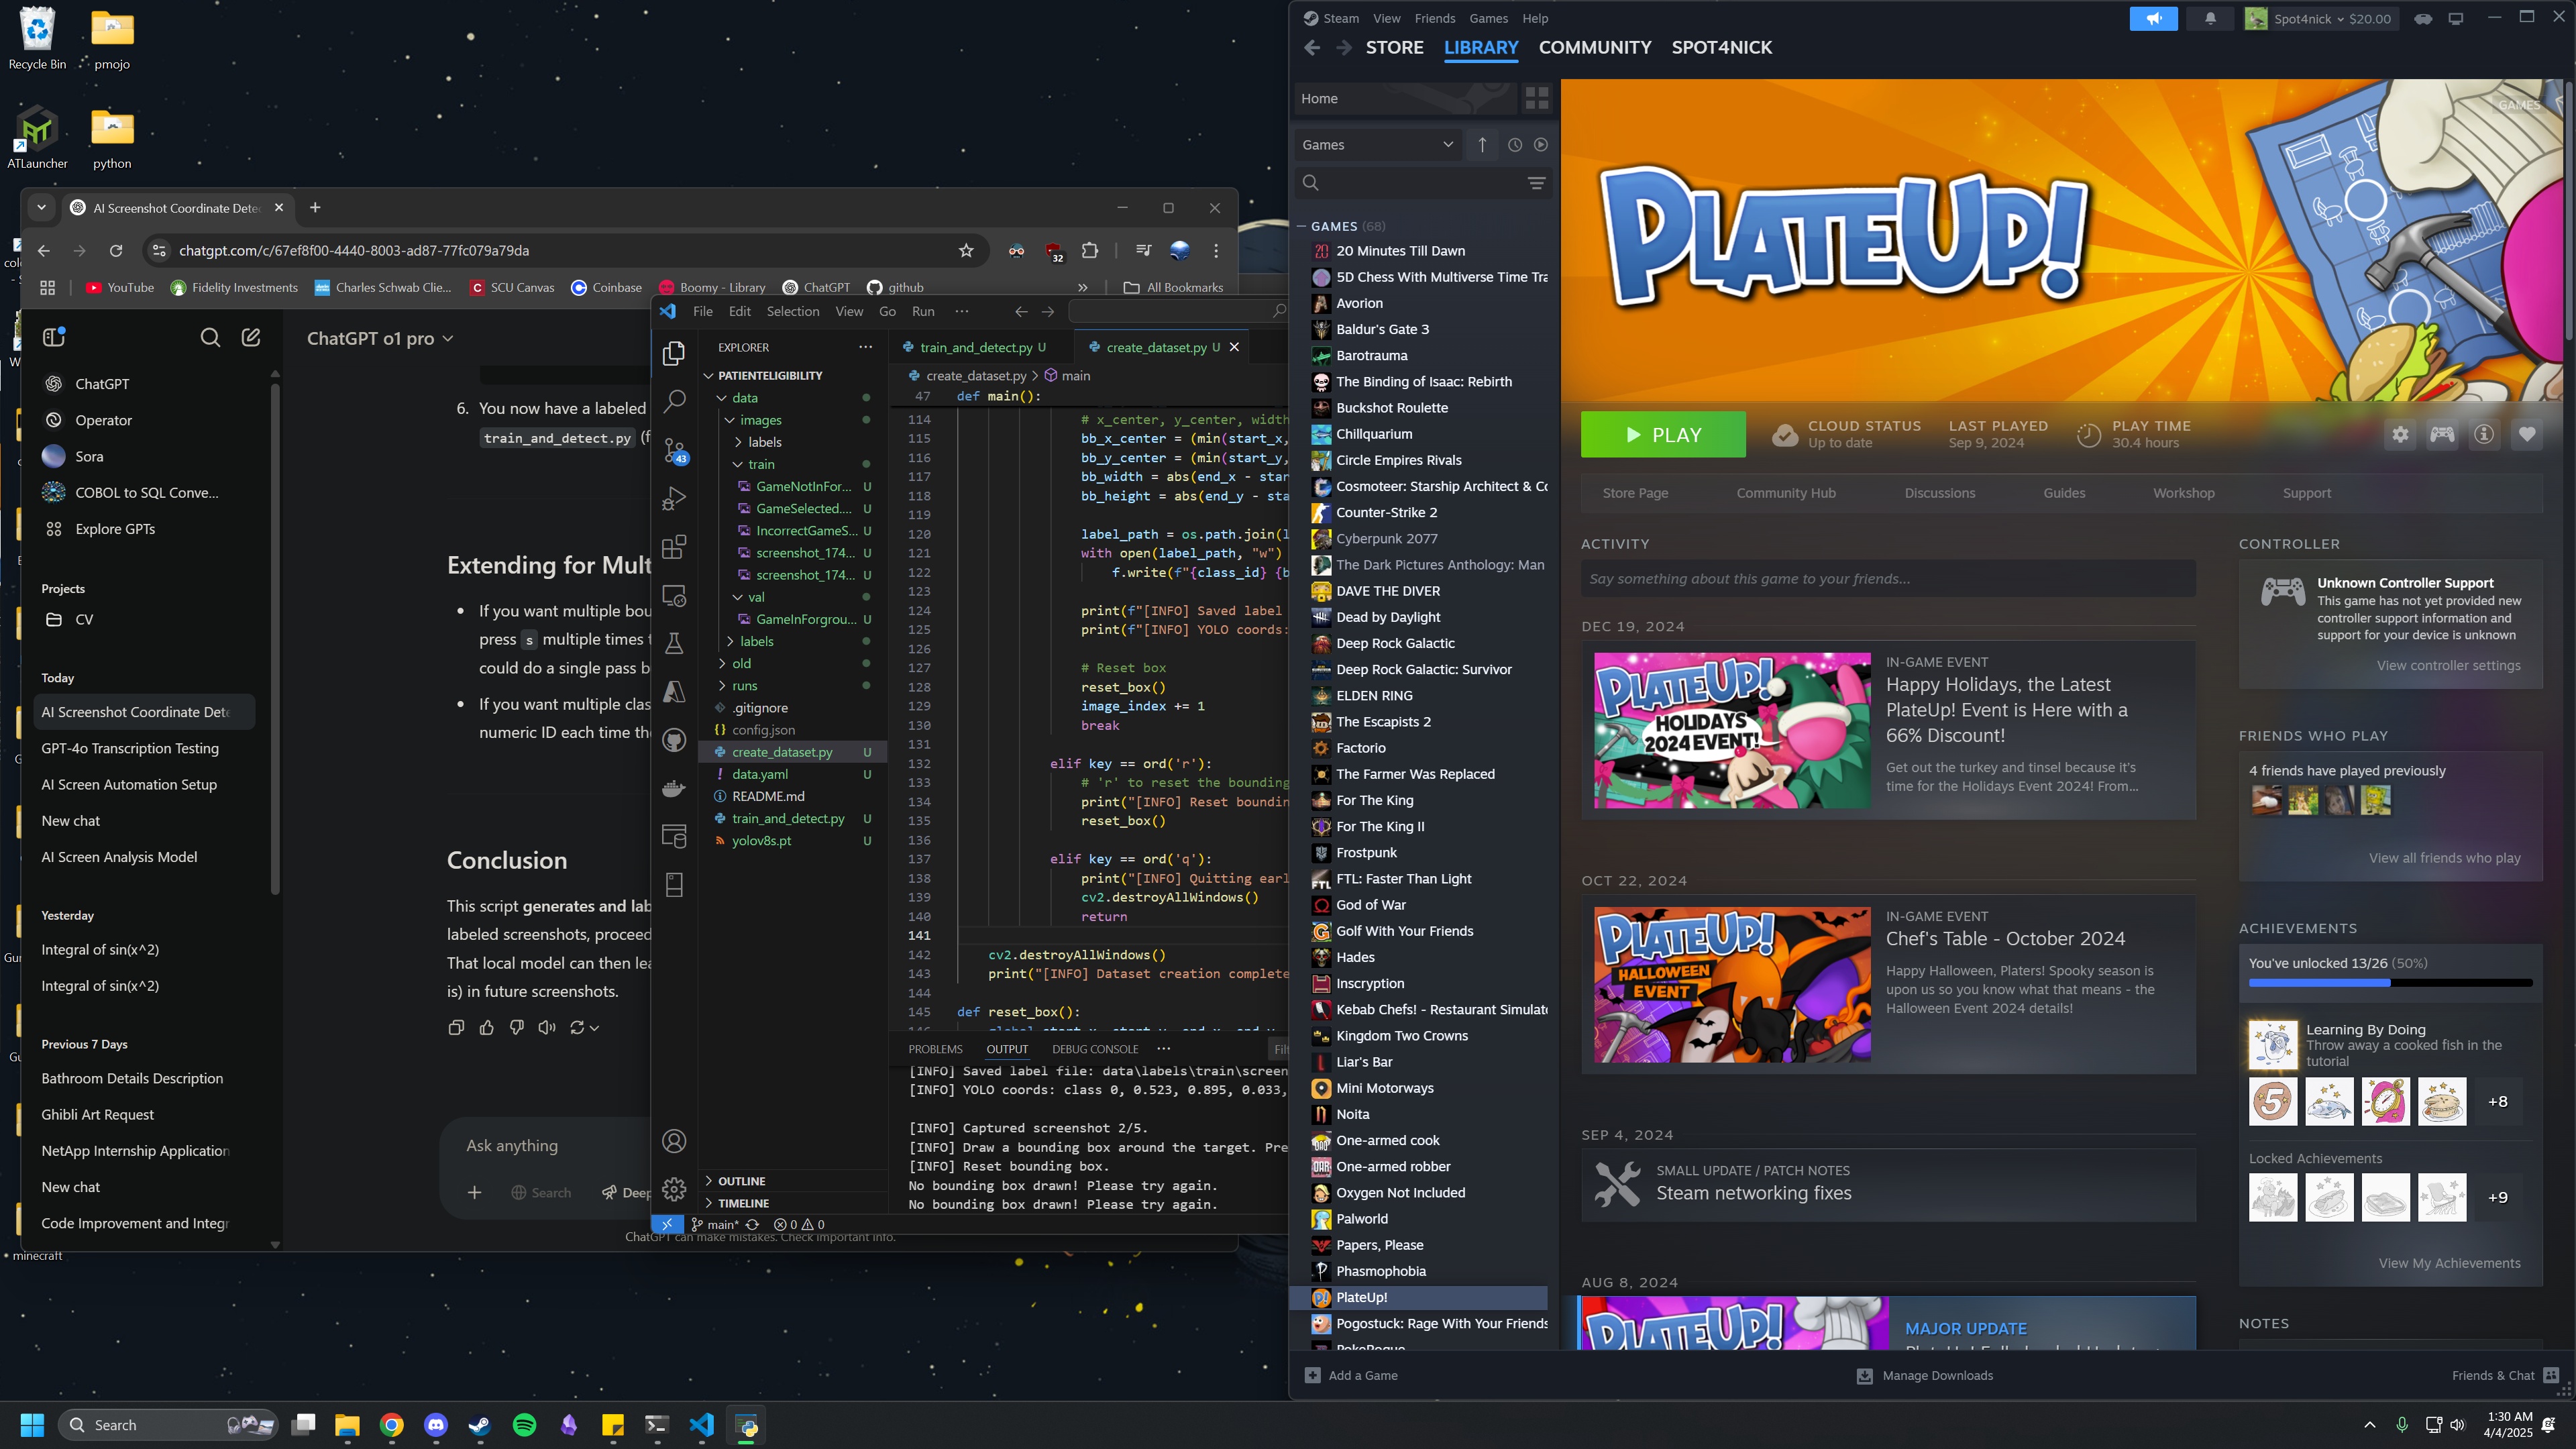 Recycle Bin
pmojo
ATLauncher
python
minecraft
AI Screenshot Coordinate Dete
chatgpt.com/c/67ef8f00-4440-8003-ad87-77fc079a79da
32
YouTube
Fidelity Investments
Charles Schwab Clie...
SCU Canvas
Coinbase
Boomy - Library
ChatGPT
github
»
All Bookmarks
ChatGPT o1 pro
ChatGPT
Operator
Sora
COBOL to SQL Conve...
Explore GPTs
Projects
CV
Today
AI Screenshot Coordinate Dete
GPT-4o Transcription Testing
AI Screen Automation Setup
New chat
AI Screen Analysis Model
Yesterday
Integral of sin(x^2)
Integral of sin(x^2)
Previous 7 Days
Bathroom Details Description
Ghibli Art Request
NetApp Internship Application
New chat
Code Improvement and Integr
6. You now have a labeled
train_and_detect.py (f
Extending for Mult
• If you want multiple bou
press s multiple times t
could do a single pass b
• If you want multiple clas
numeric ID each time the
Conclusion
This script generates and lab
labeled screenshots, proceed
That local model can then lea
is) in future screenshots.
Ask anything
Search
Deep
ChatGPT can make mistakes. Check important info.
File Edit Selection View Go Run ...
EXPLORER
PATIENTELIGIBILITY
data
images
labels
train
GameNotInFor... U
GameSelected.... U
IncorrectGameS... U
screenshot_174... U
screenshot_174... U
val
GameInForgrou... U
labels
old
runs
.gitignore
config.json
create_dataset.py U
data.yaml U
README.md
train_and_detect.py U
yolov8s.pt U
OUTLINE
TIMELINE
43
main* 0 0
train_and_detect.py U
create_dataset.py U
create_dataset.py > main
47 def main():
114 # x_center, y_center, width
115 bb_x_center = (min(start_x,
116 bb_y_center = (min(start_y,
117 bb_width = abs(end_x - star
118 bb_height = abs(end_y - sta
119
120 label_path = os.path.join(l
121 with open(label_path, "w")
122 f.write(f"{class_id} {b
123
124 print(f"[INFO] Saved label
125 print(f"[INFO] YOLO coords:
126
127 # Reset box
128 reset_box()
129 image_index += 1
130 break
131
132 elif key == ord('r'):
133 # 'r' to reset the bounding
134 print("[INFO] Reset boundin
135 reset_box()
136
137 elif key == ord('q'):
138 print("[INFO] Quitting earl
139 cv2.destroyAllWindows()
140 return
141
142 cv2.destroyAllWindows()
143 print("[INFO] Dataset creation complete
144
145 def reset_box():
PROBLEMS OUTPUT DEBUG CONSOLE ...
[INFO] Saved label file: data\labels\train\screen
[INFO] YOLO coords: class 0, 0.523, 0.895, 0.033,
[INFO] Captured screenshot 2/5.
[INFO] Draw a bounding box around the target. Pre
[INFO] Reset bounding box.
No bounding box drawn! Please try again.
No bounding box drawn! Please try again.
Steam View Friends Games Help
Spot4nick $20.00
STORE LIBRARY COMMUNITY SPOT4NICK
Home
Games
GAMES (68)
20 Minutes Till Dawn
5D Chess With Multiverse Time Tra
Avorion
Baldur's Gate 3
Barotrauma
The Binding of Isaac: Rebirth
Buckshot Roulette
Chillquarium
Circle Empires Rivals
Cosmoteer: Starship Architect & Co
Counter-Strike 2
Cyberpunk 2077
The Dark Pictures Anthology: Man
DAVE THE DIVER
Dead by Daylight
Deep Rock Galactic
Deep Rock Galactic: Survivor
ELDEN RING
The Escapists 2
Factorio
The Farmer Was Replaced
For The King
For The King II
Frostpunk
FTL: Faster Than Light
God of War
Golf With Your Friends
Hades
Inscryption
Kebab Chefs! - Restaurant Simulato
Kingdom Two Crowns
Liar's Bar
Mini Motorways
Noita
One-armed cook
One-armed robber
Oxygen Not Included
Palworld
Papers, Please
Phasmophobia
PlateUp!
Pogostuck: Rage With Your Friends
PokeRogue
Add a Game
GAMES
PLATEUP!
PLAY
CLOUD STATUS
Up to date
LAST PLAYED
Sep 9, 2024
PLAY TIME
30.4 hours
Store Page
Community Hub
Discussions
Guides
Workshop
Support
ACTIVITY
Say something about this game to your friends...
DEC 19, 2024
PLATEUP!
HOLIDAYS
2024 EVENT!
IN-GAME EVENT
Happy Holidays, the Latest
PlateUp! Event is Here with a
66% Discount!
Get out the turkey and tinsel because it's
time for the Holidays Event 2024! From...
OCT 22, 2024
PLATEUP!
HALLOWEEN
EVENT
IN-GAME EVENT
Chef's Table - October 2024
Happy Halloween, Platers! Spooky season is
upon us so you know what that means - the
Halloween Event 2024 details!
SEP 4, 2024
SMALL UPDATE / PATCH NOTES
Steam networking fixes
AUG 8, 2024
PLATEUP!
MAJOR UPDATE
CONTROLLER
Unknown Controller Support
This game has not yet provided new
controller support information and
support for your device is unknown
View controller settings
FRIENDS WHO PLAY
4 friends have played previously
View all friends who play
ACHIEVEMENTS
You've unlocked 13/26 (50%)
Learning By Doing
Throw away a cooked fish in the
tutorial
5
+8
Locked Achievements
+9
View My Achievements
NOTES
Manage Downloads
Friends & Chat
Search
1:30 AM
4/4/2025